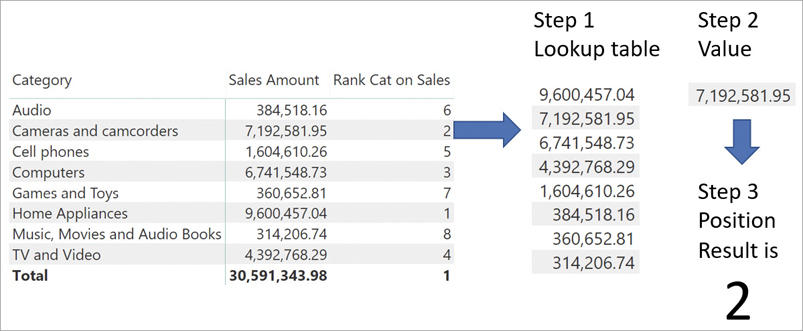 Category Sales Amount Rank Cat on Sales
Audio 384,518.16 6
Cameras and camcorders 7,192,581.95 2
Cell phones 1,604,610.26 5
Computers 6,741,548.73 3
Games and Toys 360,652.81 7
Home Appliances 9,600,457.04 1
Music, Movies and Audio Books 314,206.74 8
TV and Video 4,392,768.29 4
Total 30,591,343.98 1
Step 1
Lookup table
9,600,457.04
7,192,581.95
6,741,548.73
4,392,768.29
1,604,610.26
384,518.16
360,652.81
314,206.74
Step 2
Value
7,192,581.95
Step 3
Position
Result is
2